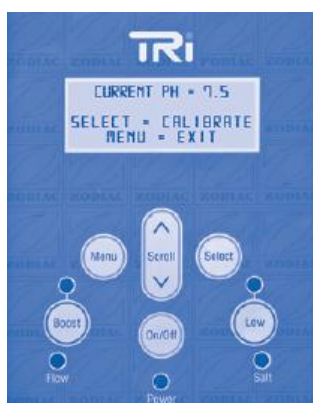 TRi
CURRENT PH = 7.5
SELECT = CALIBRATE
MENU = EXIT
Menu
Scroll
Select
Boost
On/Off
Low
Flow
Power
Salt